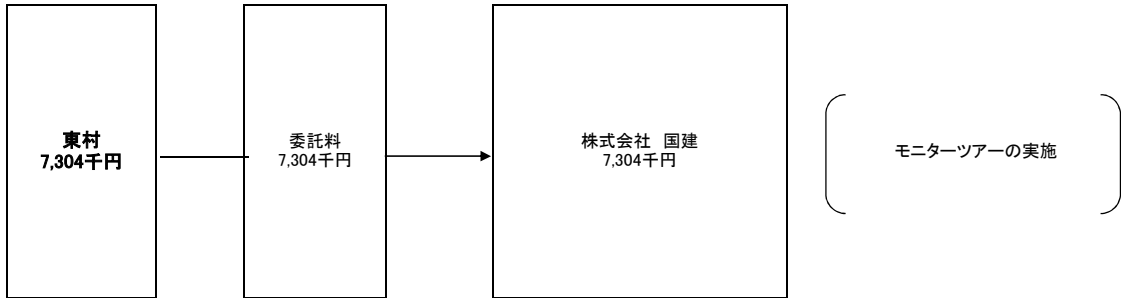 東村
7,304千円
委託料
7,304千円
株式会社　国建
7,304千円
モニターツアーの実施